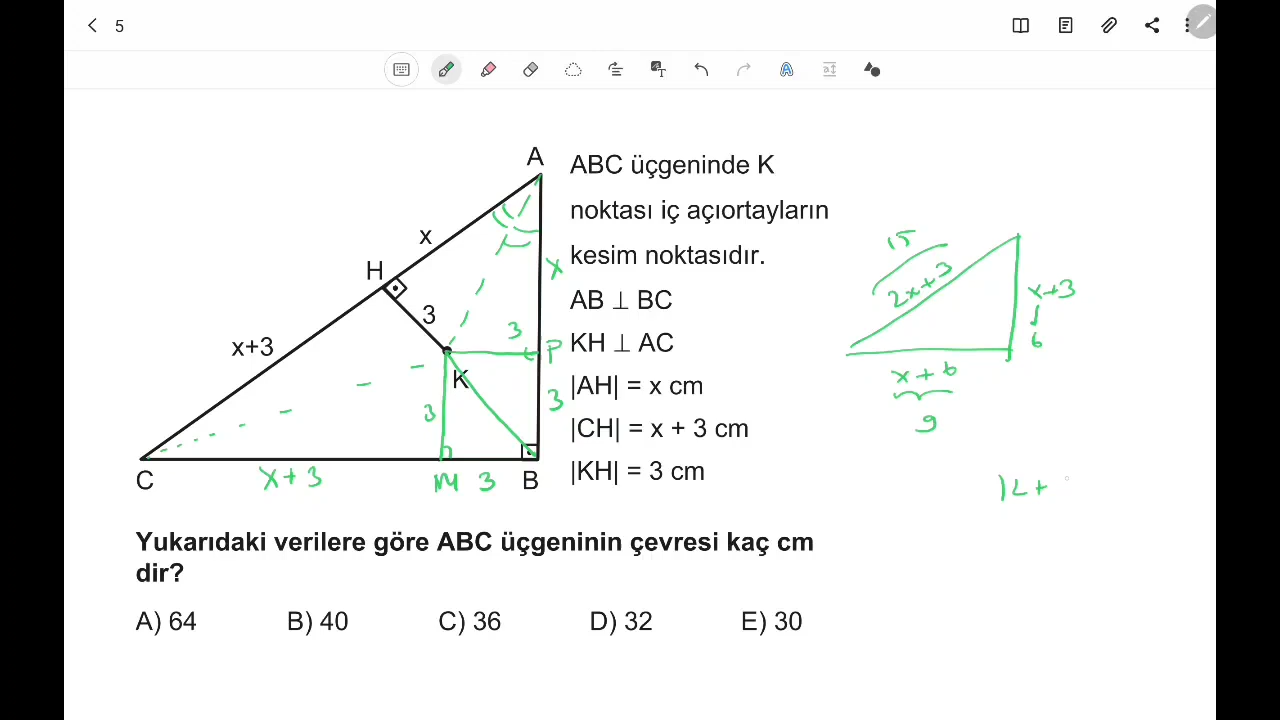 5
A
ABC üçgeninde K
noktası iç açıortayların
kesim noktasıdır.
AB ⊥ BC
KH ⊥ AC
|AH| = x cm
|CH| = x + 3 cm
|KH| = 3 cm
x
H
3
x+3
K
C
B
x
3
P
3
3
x+3
M
3
15
2x+3
x+3
6
x+6
9
12+
Yukarıdaki verilere göre ABC üçgeninin çevresi kaç cm
dir?
A) 64 B) 40 C) 36 D) 32 E) 30